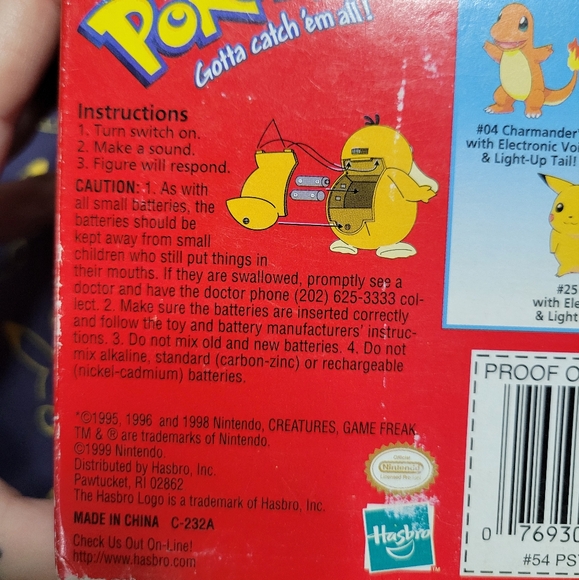 POK
Gotta catch 'em all!
Instructions
1. Turn switch on.
2. Make a sound.
3. Figure will respond.
CAUTION: 1. As with
all small batteries, the
batteries should be
kept away from small
children who still put things in
their mouths. If they are swallowed, promptly see a
doctor and have the doctor phone (202) 625-3333 col-
lect. 2. Make sure the batteries are inserted correctly
and follow the toy and battery manufacturers' instruc-
tions. 3. Do not mix old and new batteries. 4. Do not
mix alkaline, standard (carbon-zinc) or rechargeable
(nickel-cadmium) batteries.
*©1995, 1996 and 1998 Nintendo, CREATURES, GAME FREAK.
TM & ® are trademarks of Nintendo.
©1999 Nintendo.
Distributed by Hasbro, Inc.
Pawtucket, RI 02862
The Hasbro Logo is a trademark of Hasbro, Inc.
MADE IN CHINA C-232A
Check Us Out On-Line!
http://www.hasbro.com
Official
Nintendo
Licensed Product
Hasbro
TM
#04 Charmander
with Electronic Vo
& Light-Up Tail!
#25
with Ele
& Light
PROOF O
0 76930
#54 PS